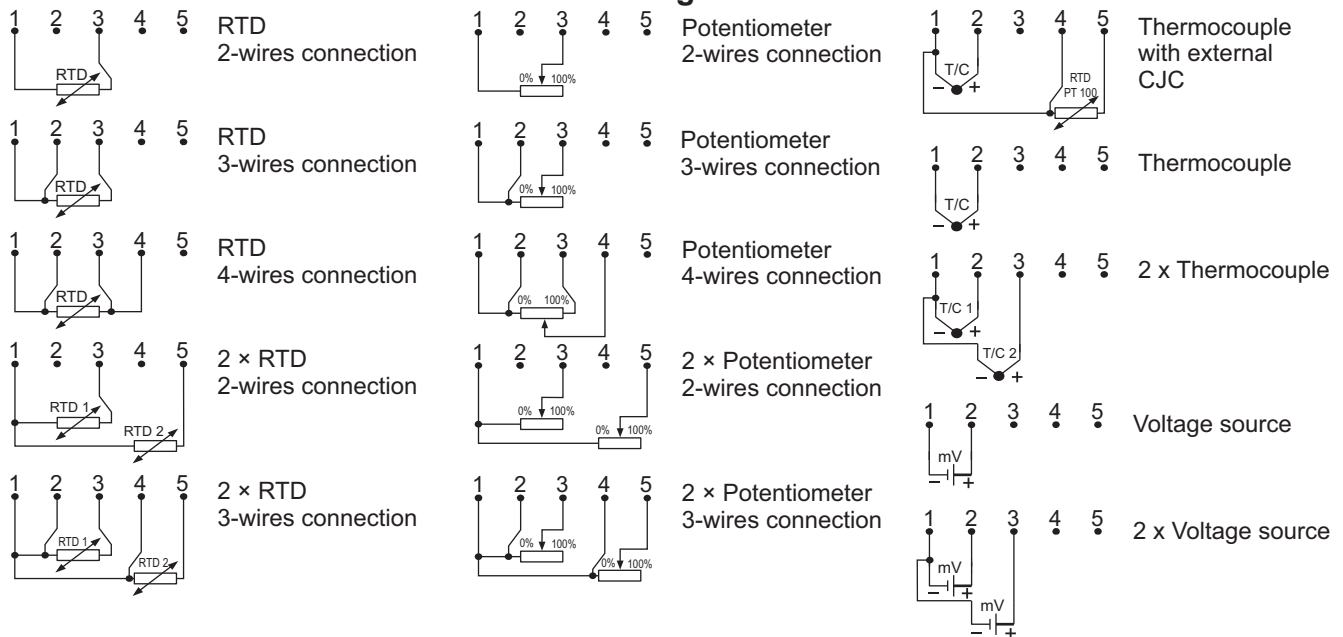 1 2 3 4 5
RTD
RTD
2-wires connection
1 2 3 4 5
RTD
RTD
3-wires connection
1 2 3 4 5
RTD
RTD
4-wires connection
1 2 3 4 5
RTD 1
RTD 2
2 × RTD
2-wires connection
1 2 3 4 5
RTD 1
RTD 2
2 × RTD
3-wires connection
1 2 3 4 5
0% 100%
Potentiometer
2-wires connection
1 2 3 4 5
0% 100%
Potentiometer
3-wires connection
1 2 3 4 5
0% 100%
Potentiometer
4-wires connection
1 2 3 4 5
0% 100%
0% 100%
2 × Potentiometer
2-wires connection
1 2 3 4 5
0% 100%
0% 100%
2 × Potentiometer
3-wires connection
1 2 3 4 5
T/C
– +
RTD
PT 100
Thermocouple
with external
CJC
1 2 3 4 5
T/C
– +
Thermocouple
1 2 3 4 5
T/C 1
– +
T/C 2
– +
2 x Thermocouple
1 2 3 4 5
mV
– +
Voltage source
1 2 3 4 5
mV
– +
mV
– +
2 x Voltage source